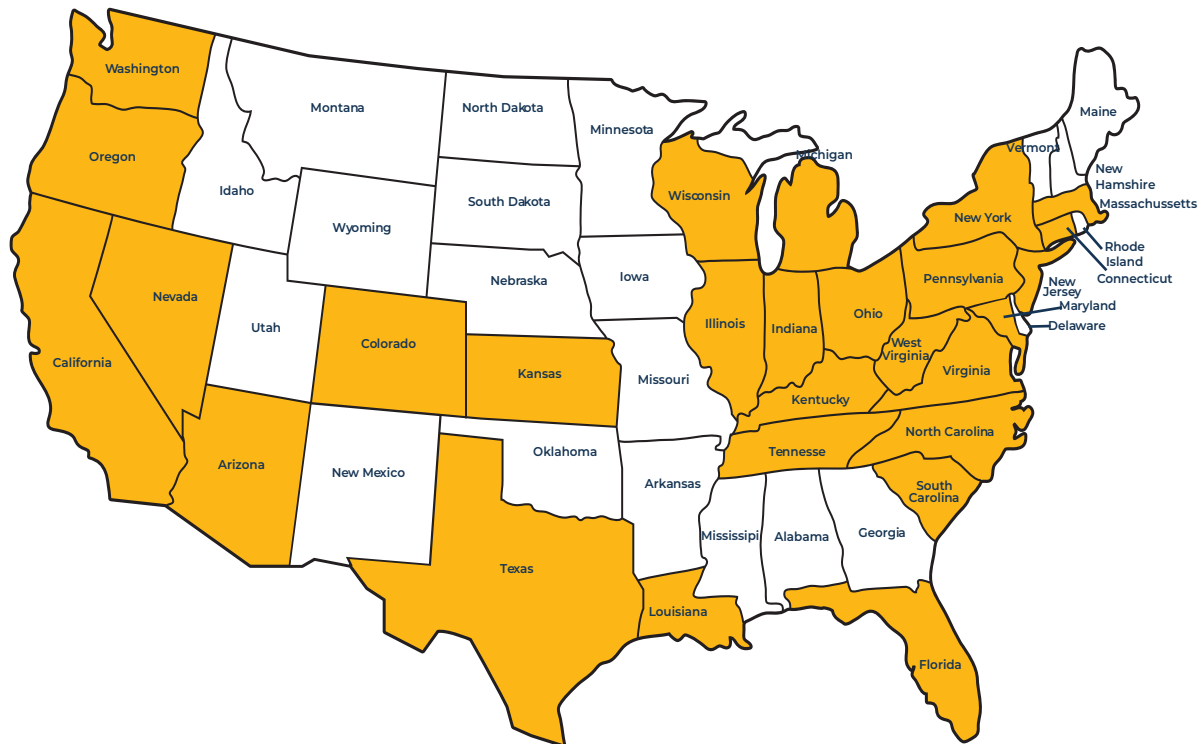 Washington
Montana
North Dakota
Minnesota
Maine
Oregon
Idaho
Michigan
Vermont
New
Hamshire
Massachussetts
Wisconsin
South Dakota
Wyoming
New York
Rhode
Island
Connecticut
Nevada
Nebraska
Iowa
Pennsylvania
New
Jersey
Maryland
Delaware
Utah
Colorado
Illinois
Indiana
Ohio
West
Virginia
Virginia
California
Kansas
Missouri
Kentucky
Arizona
New Mexico
Oklahoma
Tennesse
North Carolina
Arkansas
South
Carolina
Mississipi
Alabama
Georgia
Texas
Louisiana
Florida